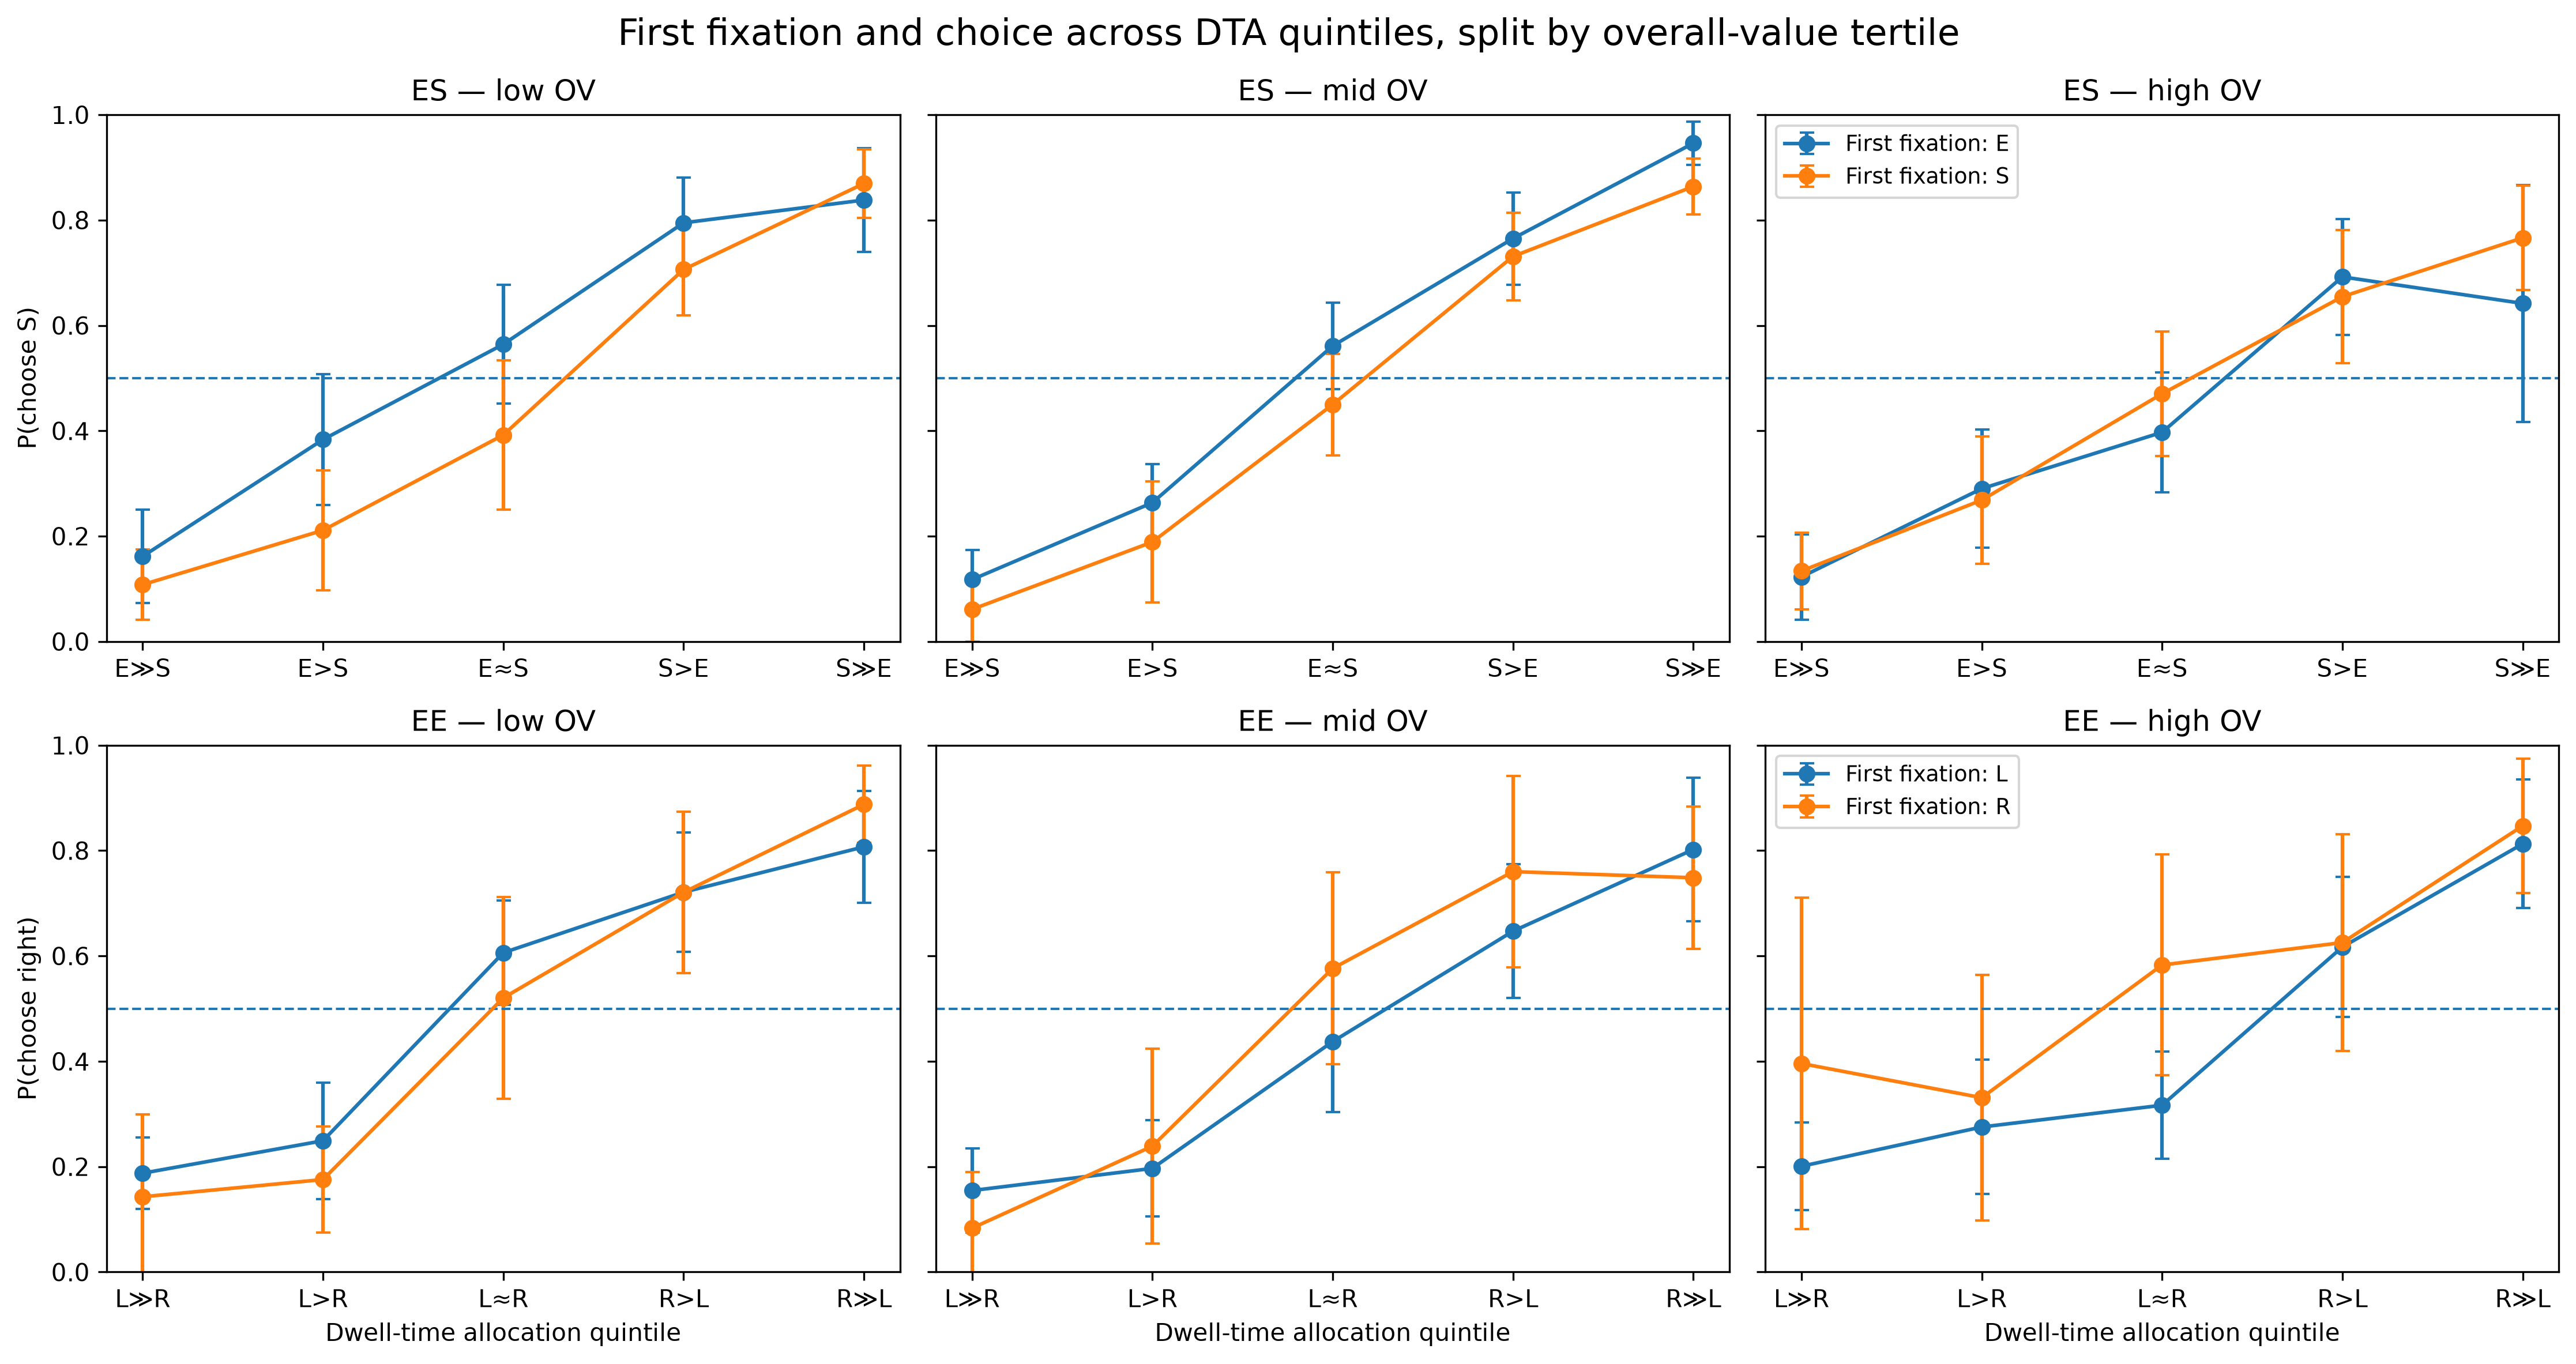 First fixation and choice across DTA quintiles, split by overall-value tertile
ES — low OV
ES — mid OV
ES — high OV
P(choose S)
1.0
0.8
0.6
0.4
0.2
0.0
First fixation: E
First fixation: S
E≫S E>S E≈S S>E S≫E
E≫S E>S E≈S S>E S≫E
E≫S E>S E≈S S>E S≫E
EE — low OV
EE — mid OV
EE — high OV
P(choose right)
1.0
0.8
0.6
0.4
0.2
0.0
First fixation: L
First fixation: R
L≫R L>R L≈R R>L R≫L
L≫R L>R L≈R R>L R≫L
L≫R L>R L≈R R>L R≫L
Dwell-time allocation quintile
Dwell-time allocation quintile
Dwell-time allocation quintile